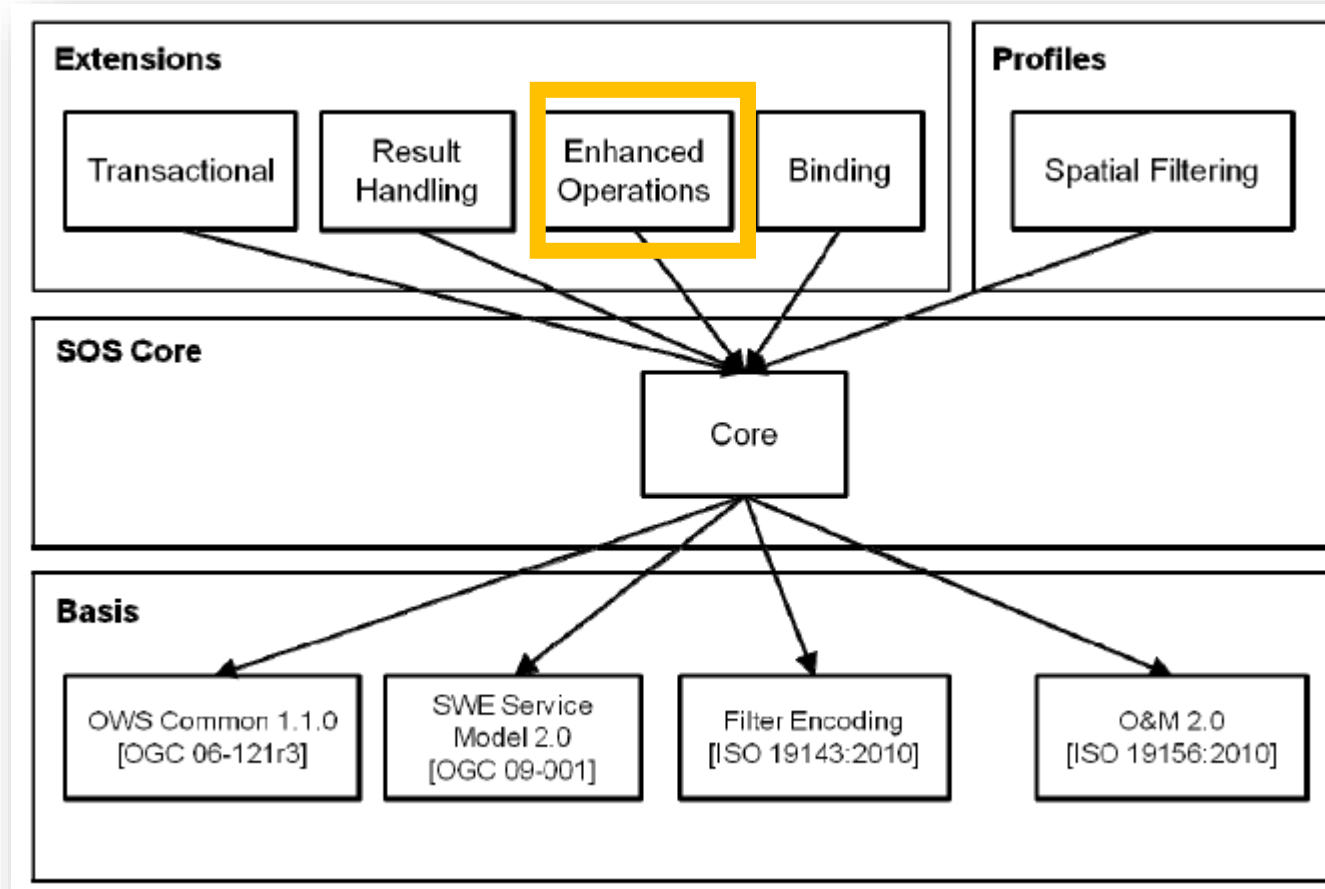 Extensions
Profiles
Transactional
Result
Handling
Enhanced
Operations
Binding
Spatial Filtering
SOS Core
Core
Basis
OWS Common 1.1.0
[OGC 06-121r3]
SWE Service
Model 2.0
[OGC 09-001]
Filter Encoding
[ISO 19143:2010]
O&M 2.0
[ISO 19156:2010]